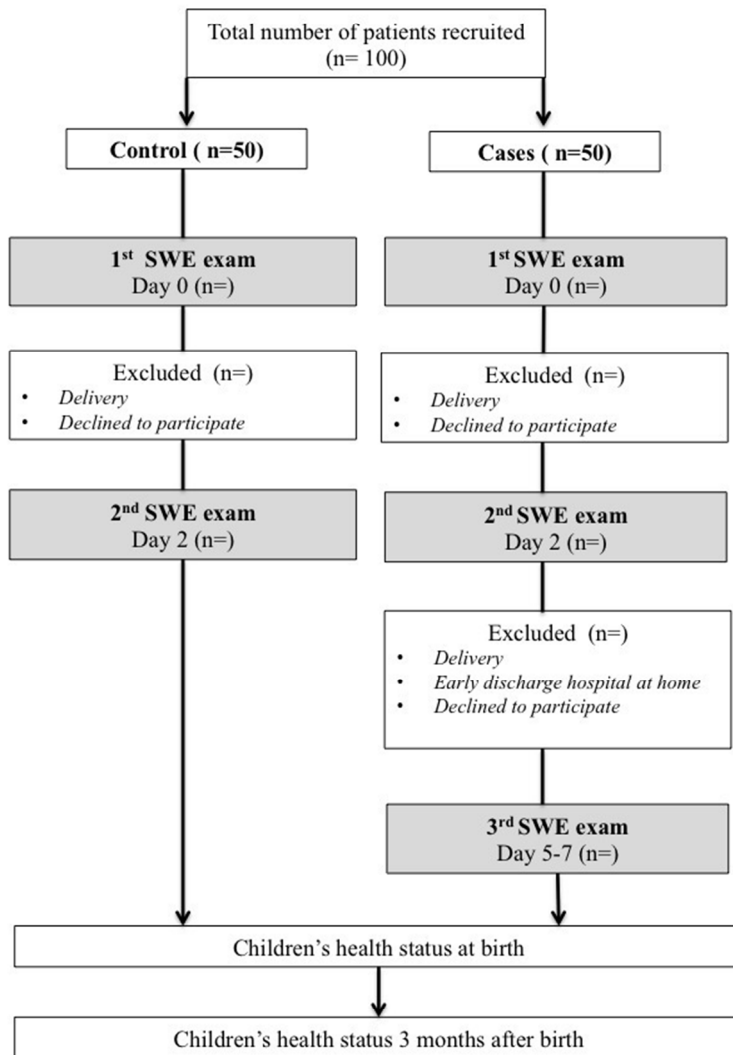 Total number of patients recruited
(n= 100)
Control ( n=50)
Cases ( n=50)
1st SWE exam
Day 0 (n=)
1st SWE exam
Day 0 (n=)
Excluded (n=)
• Delivery
• Declined to participate
Excluded (n=)
• Delivery
• Declined to participate
2nd SWE exam
Day 2 (n=)
2nd SWE exam
Day 2 (n=)
Excluded (n=)
• Delivery
• Early discharge hospital at home
• Declined to participate
3rd SWE exam
Day 5-7 (n=)
Children's health status at birth
Children's health status 3 months after birth